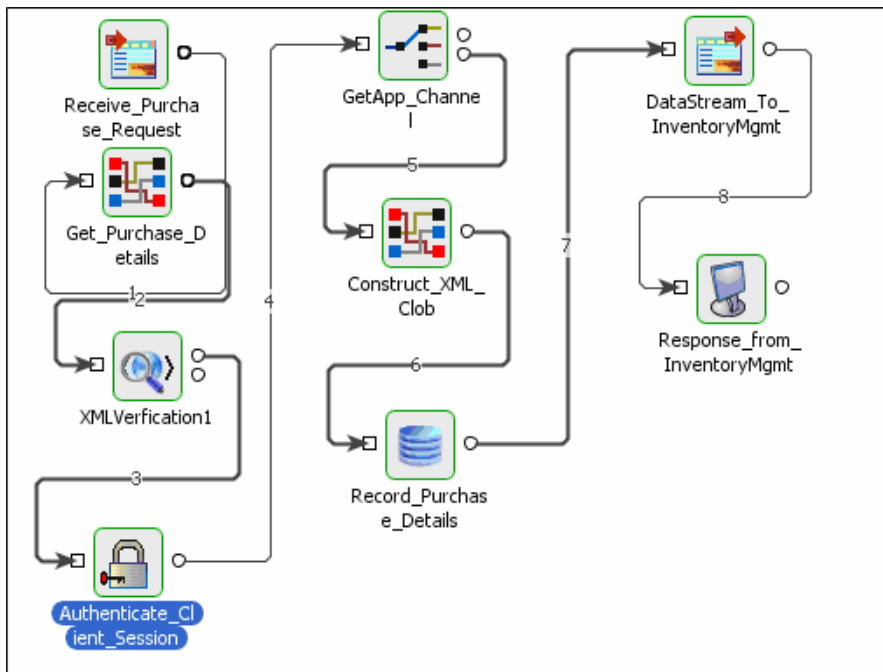 Receive_Purcha
se_Request
Get_Purchase_D
etails
1
2
XMLVerfication1
3
Authenticate_Cl
ient_Session
4
GetApp_Channe
l
5
Construct_XML_
Clob
6
Record_Purchas
e_Details
7
DataStream_To_
InventoryMgmt
8
Response_from_
InventoryMgmt